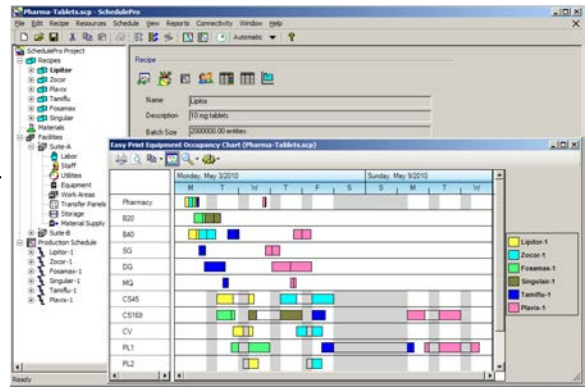 Pharma-Tablets.scp - SchedulePro
File Edit Recipe Resources Schedule View Reports Connectivity Window Help
Automatic
SchedulePro Project
Recipes
Lipitor
Zocor
Plavix
Tamiflu
Fosamax
Singulair
Materials
Facilities
Suite-A
Labor
Staff
Utilities
Equipment
Work Areas
Transfer Panels
Storage
Material Supply
Suite-B
Production Schedule
Lipitor-1
Zocor-1
Fosamax-1
Singulair-1
Tamiflu-1
Plavix-1
Ready
Recipe
Name Lipitor
Description 10 mg tablets
Batch Size 2000000.00 entities
Easy Print Equipment Occupancy Chart (Pharma-Tablets.scp)
Monday, May 3/2010 Sunday, May 9/2010
M T W T F S S M T W
Pharmacy
B20
B40
SG
DG
MG
CS45
CS16B
CV
PL1
PL2
Lipitor-1
Zocor-1
Fosamax-1
Singulair-1
Tamiflu-1
Plavix-1